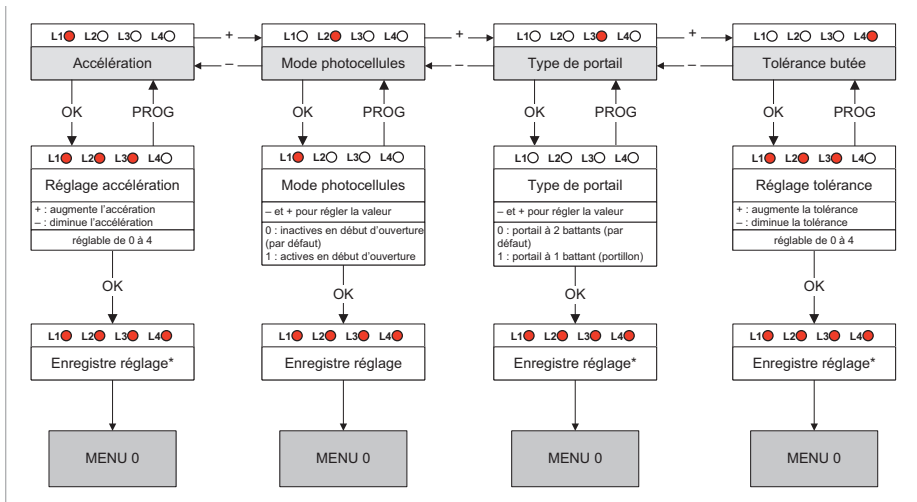 L1 L2 L3 L4 + L1 L2 L3 L4 + L1 L2 L3 L4 + L1 L2 L3 L4
Accélération – Mode photocellules – Type de portail – Tolérance butée
OK PROG OK PROG OK PROG OK PROG
L1 L2 L3 L4
Réglage accélération
+ : augmente l'accération
– : diminue l'accélération
réglable de 0 à 4
L1 L2 L3 L4
Mode photocellules
– et + pour régler la valeur
0 : inactives en début d'ouverture
(par défaut)
1 : actives en début d'ouverture
L1 L2 L3 L4
Type de portail
– et + pour régler la valeur
0 : portail à 2 battants (par
défaut)
1 : portail à 1 battant (portillon)
L1 L2 L3 L4
Réglage tolérance
+ : augmente la tolérance
– : diminue la tolérance
réglable de 0 à 4
OK OK OK OK
L1 L2 L3 L4 L1 L2 L3 L4 L1 L2 L3 L4 L1 L2 L3 L4
Enregistre réglage* Enregistre réglage Enregistre réglage* Enregistre réglage*
MENU 0 MENU 0 MENU 0 MENU 0